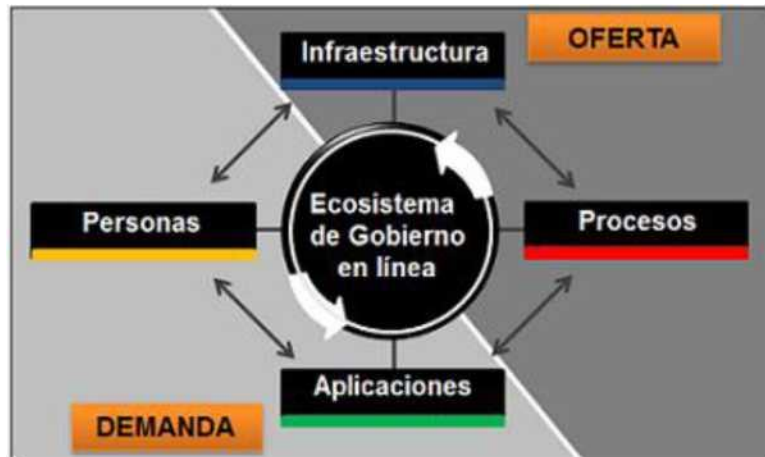 OFERTA
Infraestructura
Personas
Ecosistema
de Gobierno
en línea
Procesos
Aplicaciones
DEMANDA